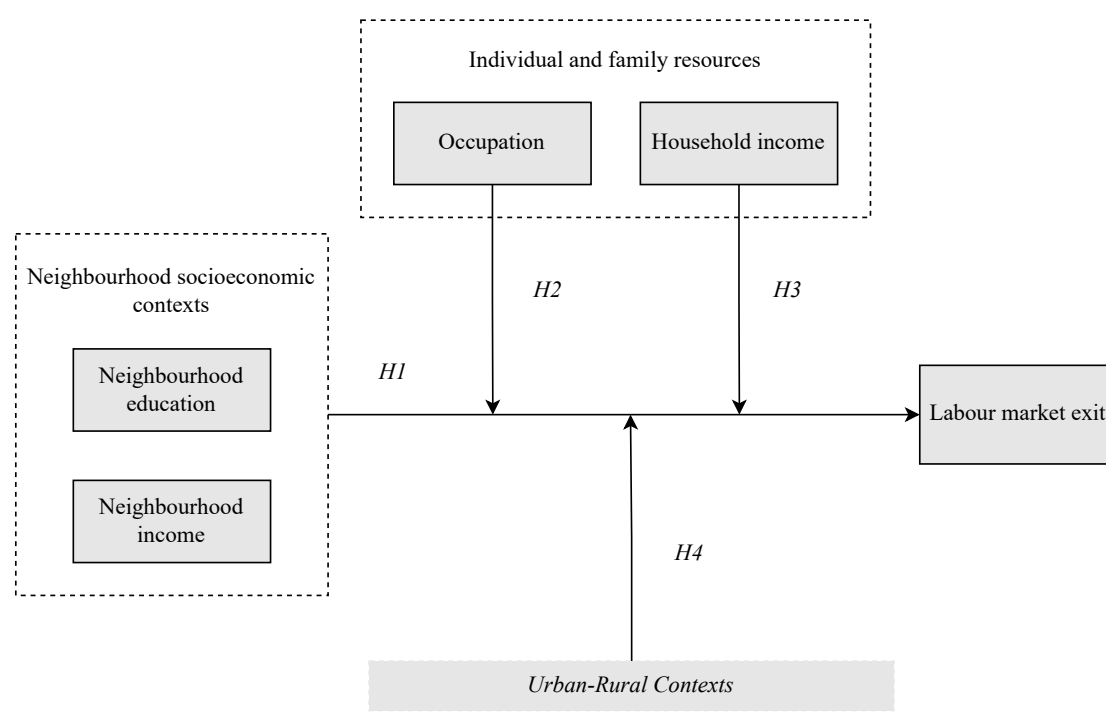 Individual and family resources
Occupation
Household income
Neighbourhood socioeconomic
contexts
H2
H3
Neighbourhood
education
H1
Labour market exit
Neighbourhood
income
H4
Urban-Rural Contexts